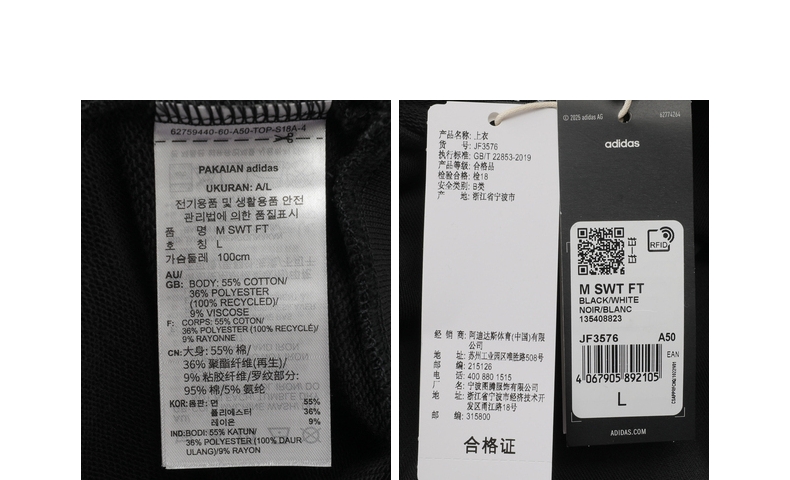 62759440-60-A50-TOP-S18A-4
PAKAIAN adidas
UKURAN: A/L
전기용품 및 생활용품 안전
관리법에 의한 품질표시
품 명 M SWT FT
호 칭 L
가슴둘레 100cm
AU/
GB: BODY: 55% COTTON/
36% POLYESTER
(100% RECYCLED)/
9% VISCOSE
F: CORPS: 55% COTON/
36% POLYESTER (100% RECYCLÉ)/
9% RAYONNE
CN: 大身: 55% 棉/
36% 聚酯纤维(再生)/
9% 粘胶纤维/罗纹部分:
95% 棉/5% 氨纶
KOR: 몸판: 면 55%
폴리에스터 36%
레이온 9%
IND: BODI: 55% KATUN/
36% POLYESTER (100% DAUR
ULANG)/9% RAYON
产品名称: 上衣
货 号: JF3576
执行标准: GB/T 22853-2019
产品等级: 合格品
检验合格: 检18
安全类别: B类
产 地: 浙江省宁波市
经 销 商: 阿迪达斯体育(中国)有限
公司
地 址: 苏州工业园区唯胜路508号
邮 编: 215126
电 话: 400 880 1515
厂 名: 宁波图腾服饰有限公司
地 址: 浙江省宁波市经济技术开
发区甬江路18号
邮 编: 315800
合格证
© 2025 adidas AG
62774264
adidas
RFID
M SWT FT
BLACK/WHITE
NOIR/BLANC
135408823
JF3576 A50
EAN
4 067905 892105
L
ADIDAS.COM